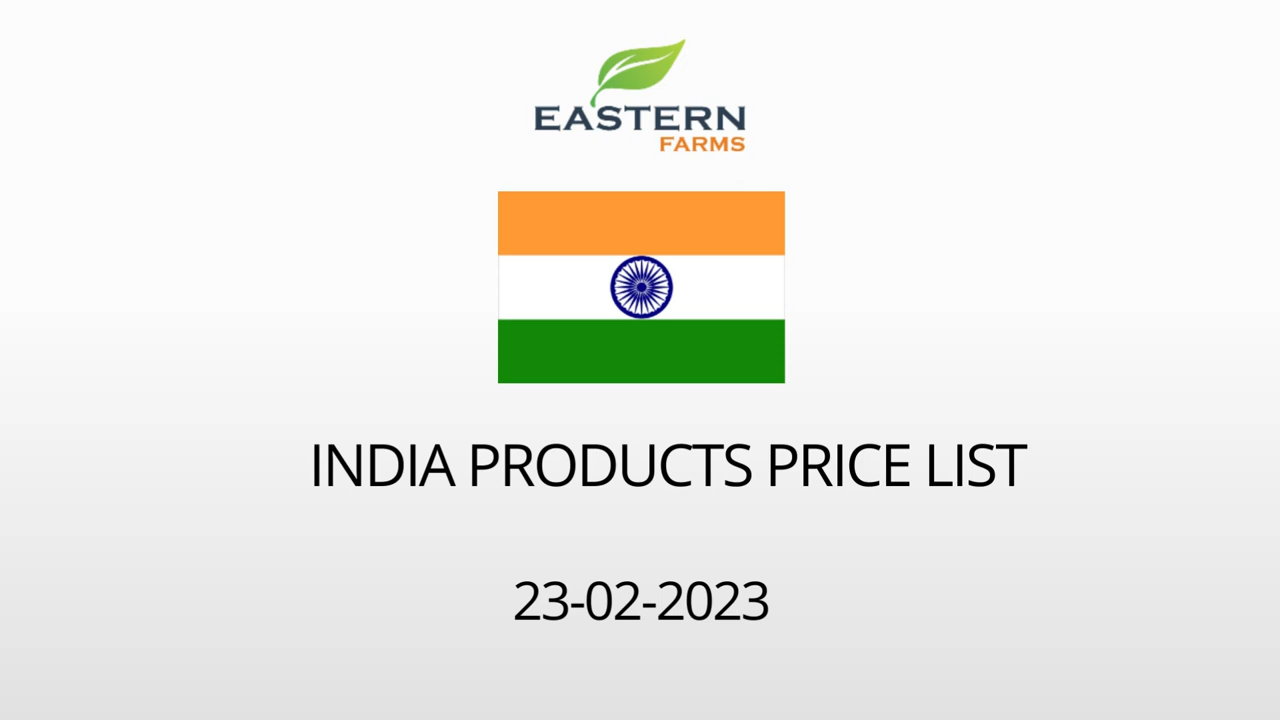 EASTERN
FARMS
INDIA PRODUCTS PRICE LIST
23-02-2023